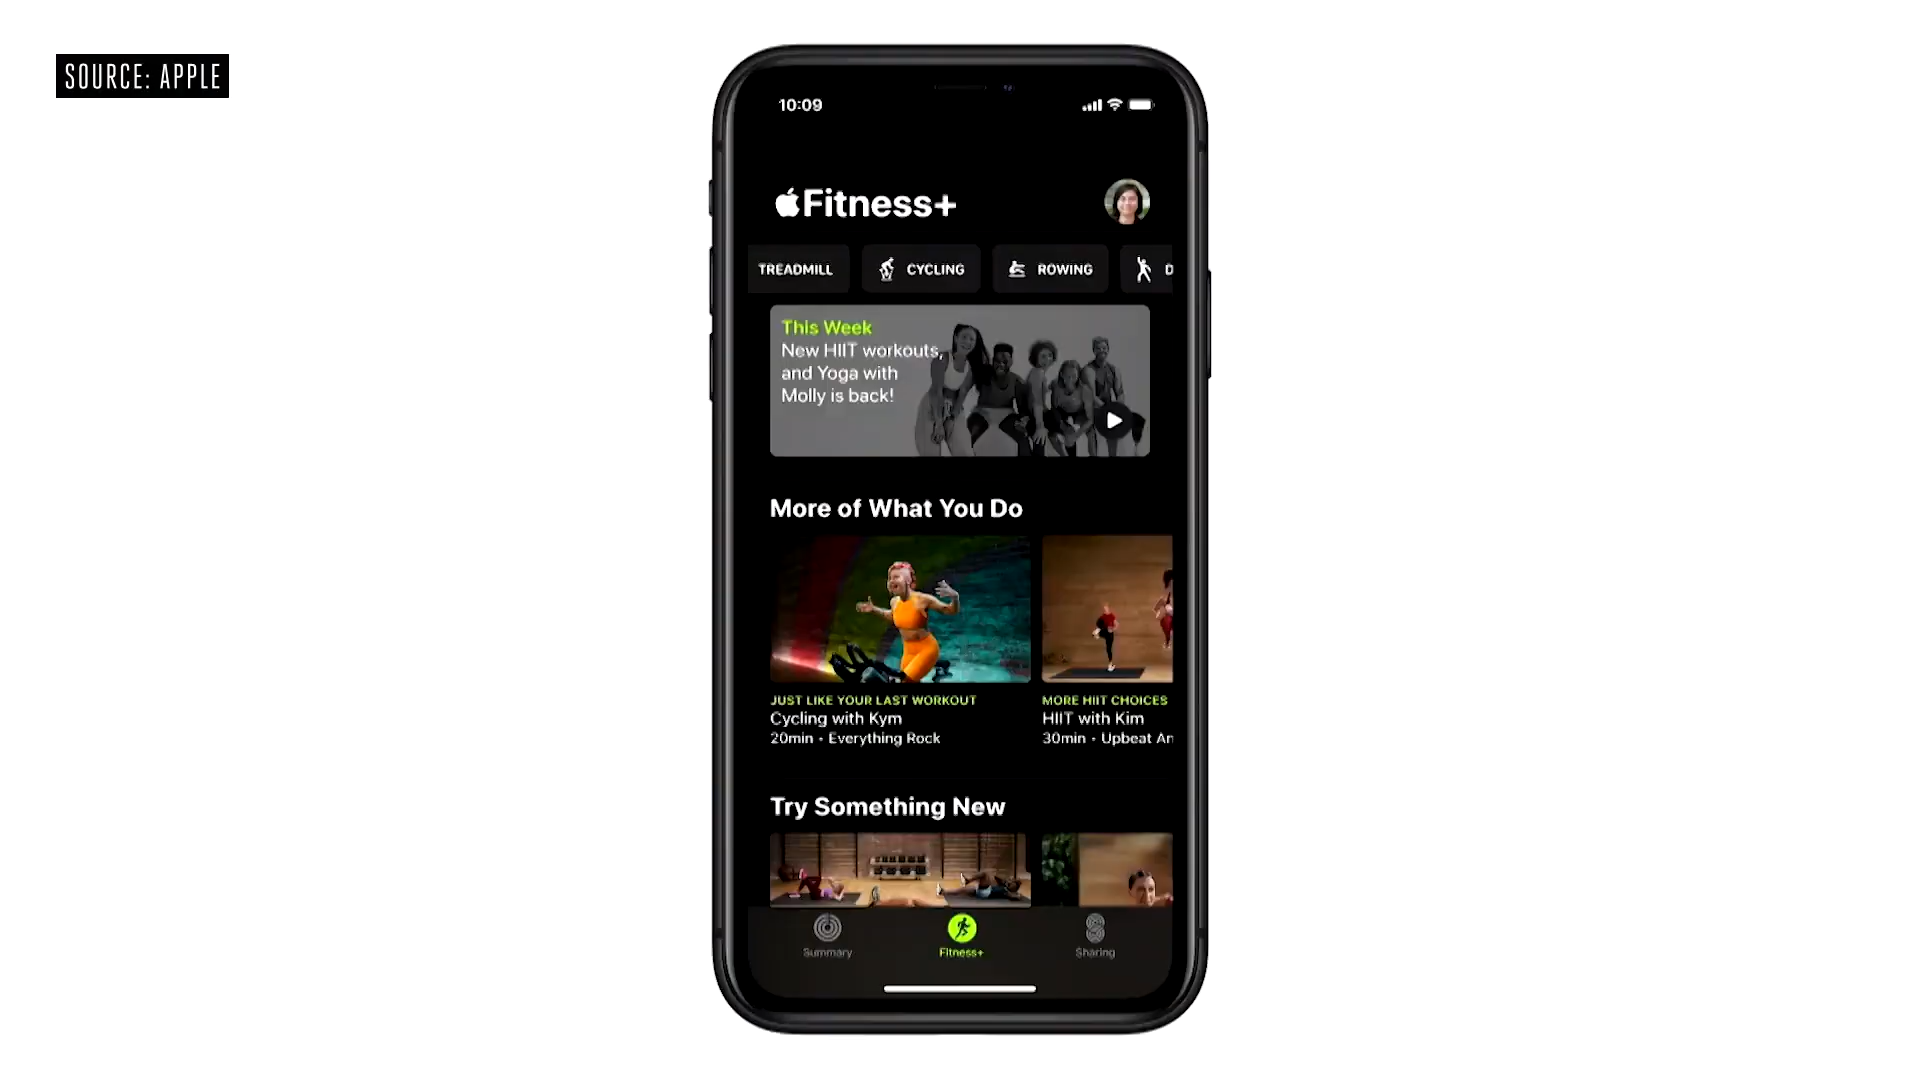 SOURCE: APPLE
10:09
Fitness+
TREADMILL
CYCLING
ROWING
D
This Week
New HIIT workouts,
and Yoga with
Molly is back!
More of What You Do
JUST LIKE YOUR LAST WORKOUT
Cycling with Kym
20min • Everything Rock
MORE HIIT CHOICES
HIIT with Kim
30min • Upbeat An
Try Something New
Summary
Fitness+
Sharing